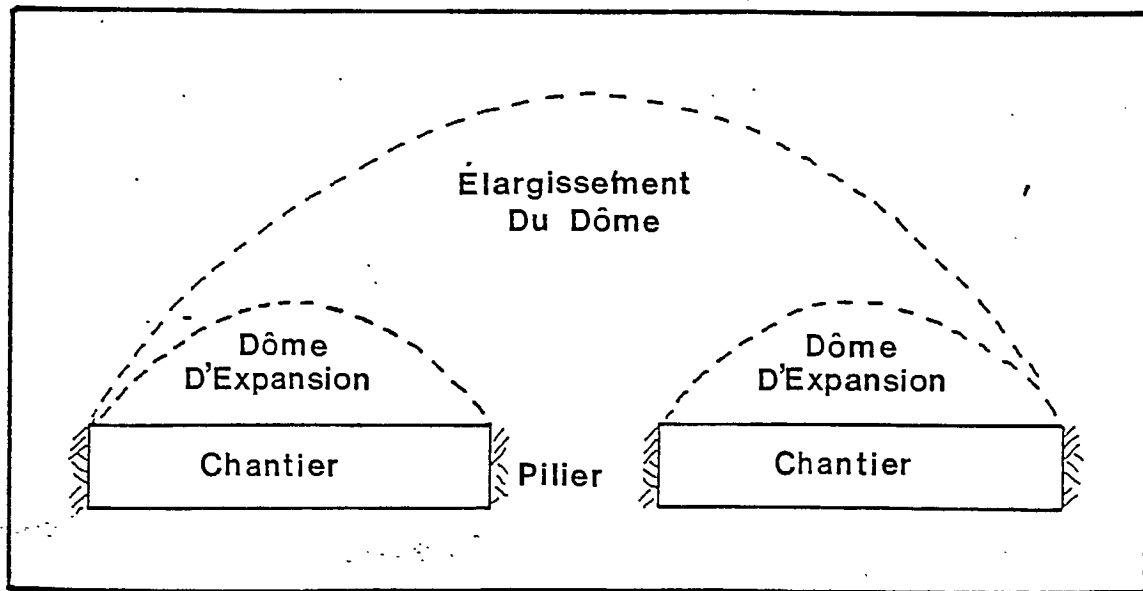 Élargissement
Du Dôme
Dôme
D'Expansion
Dôme
D'Expansion
Chantier
Pilier
Chantier